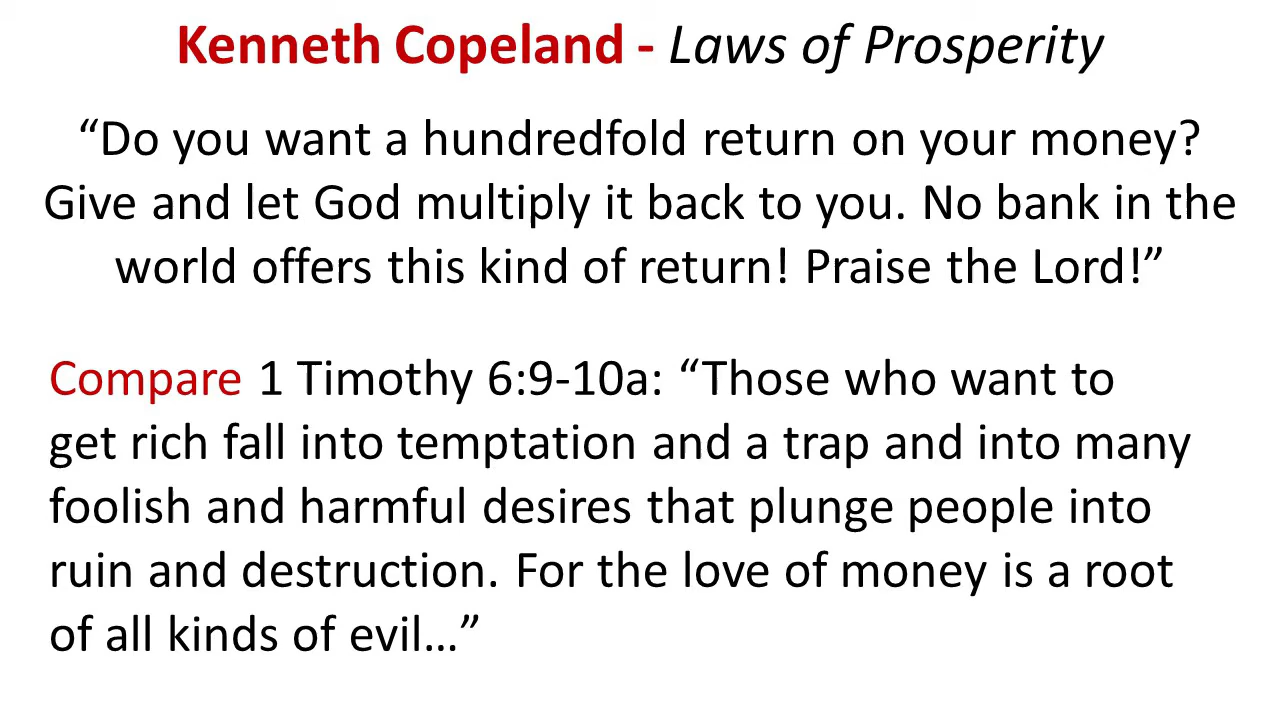 Kenneth Copeland - Laws of Prosperity
“Do you want a hundredfold return on your money?
Give and let God multiply it back to you. No bank in the
world offers this kind of return! Praise the Lord!”
Compare 1 Timothy 6:9-10a: “Those who want to
get rich fall into temptation and a trap and into many
foolish and harmful desires that plunge people into
ruin and destruction. For the love of money is a root
of all kinds of evil…”